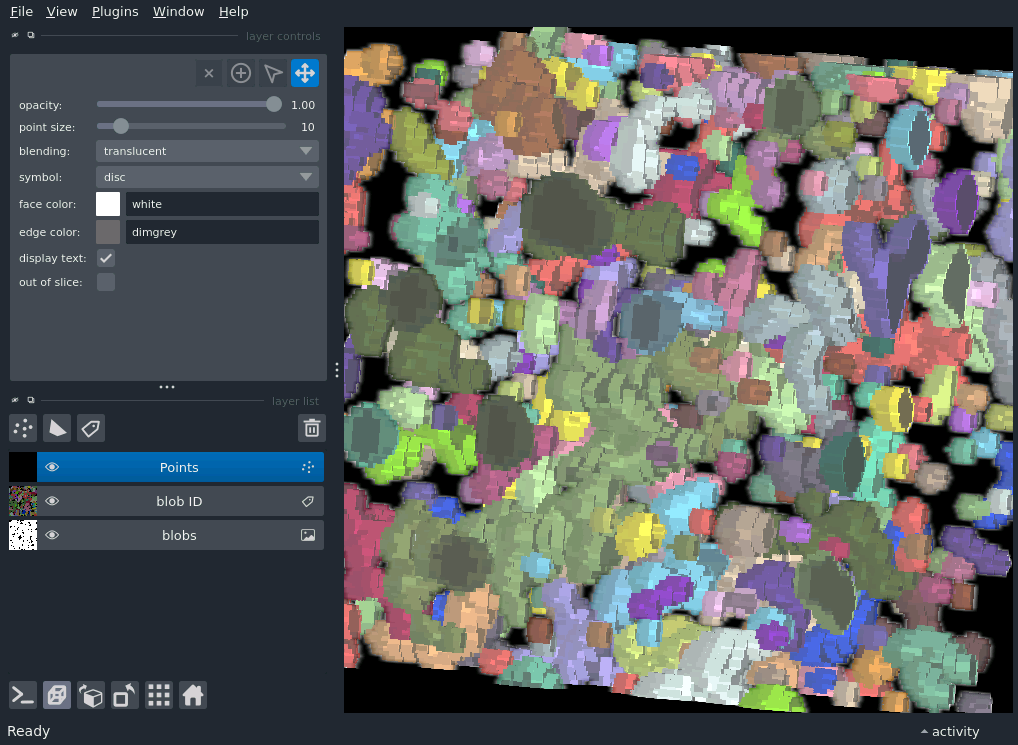 File View Plugins Window Help
layer controls
opacity: 1.00
point size: 10
blending: translucent
symbol: disc
face color: white
edge color: dimgrey
display text:
out of slice:
layer list
Points
blob ID
blobs
Ready
activity